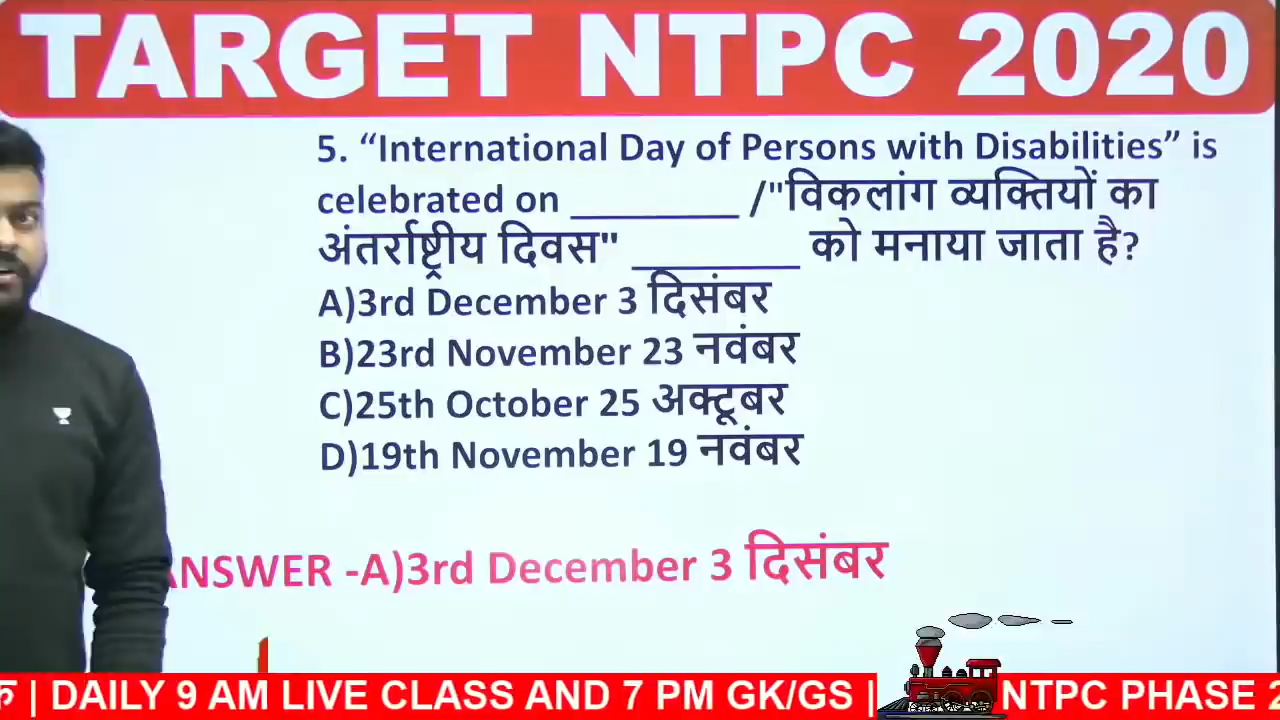 TARGET NTPC 2020
5. “International Day of Persons with Disabilities” is
celebrated on ________ /"विकलांग व्यक्तियों का
अंतर्राष्ट्रीय दिवस" ________ को मनाया जाता है?
A)3rd December 3 दिसंबर
B)23rd November 23 नवंबर
C)25th October 25 अक्टूबर
D)19th November 19 नवंबर
ANSWER -A)3rd December 3 दिसंबर
| DAILY 9 AM LIVE CLASS AND 7 PM GK/GS | NTPC PHASE 2